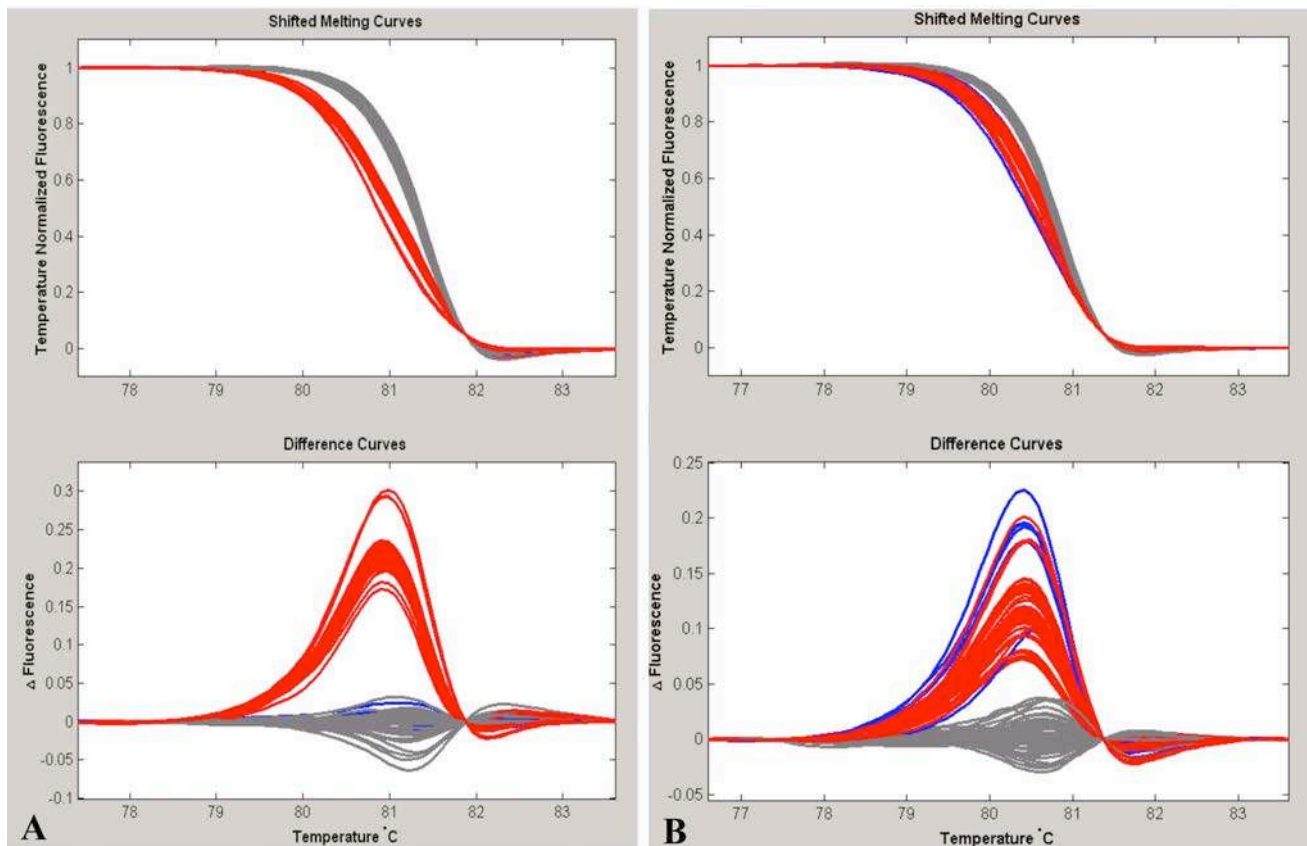 Shifted Melting Curves
Temperature Normalized Fluorescence
1
0.8
0.6
0.4
0.2
0
78 79 80 81 82 83
Difference Curves
Δ Fluorescence
0.3
0.25
0.2
0.15
0.1
0.05
0
-0.05
-0.1
78 79 80 81 82 83
Temperature °C
A
Shifted Melting Curves
Temperature Normalized Fluorescence
1
0.8
0.6
0.4
0.2
0
77 78 79 80 81 82 83
Difference Curves
Δ Fluorescence
0.25
0.2
0.15
0.1
0.05
0
-0.05
77 78 79 80 81 82 83
Temperature °C
B